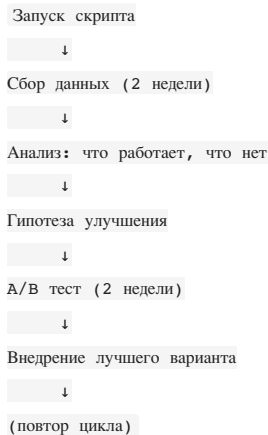 Запуск скрипта
↓
Сбор данных (2 недели)
↓
Анализ: что работает, что нет
↓
Гипотеза улучшения
↓
A/B тест (2 недели)
↓
Внедрение лучшего варианта
↓
(повтор цикла)